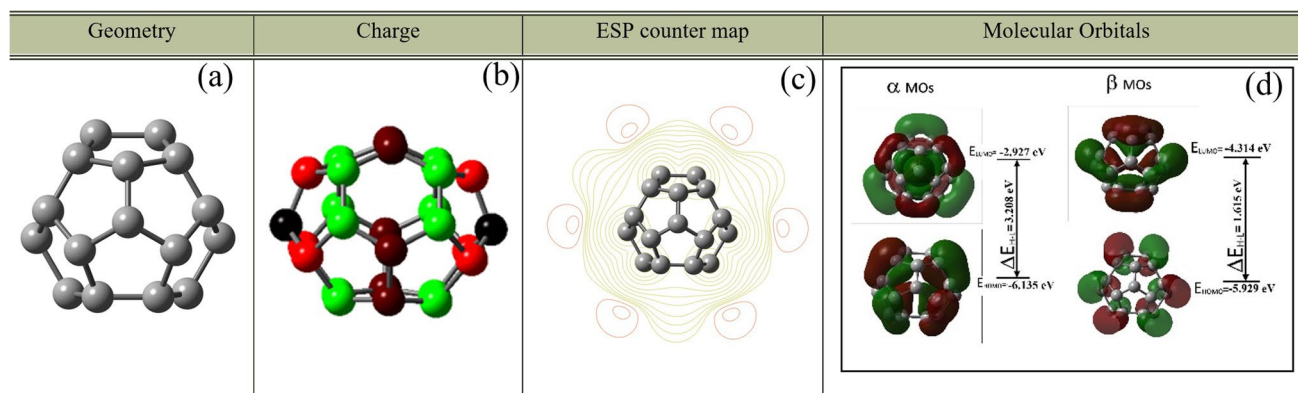 Geometry
Charge
ESP counter map
Molecular Orbitals
(a)
(b)
(c)
(d)
α MOs
β MOs
E_LUMO= -2,927 eV
ΔE_H-L= 3.208 eV
E_HOMO= -6,135 eV
E_LUMO= -4.314 eV
ΔE_H-L= 1.615 eV
E_HOMO=-5.929 eV